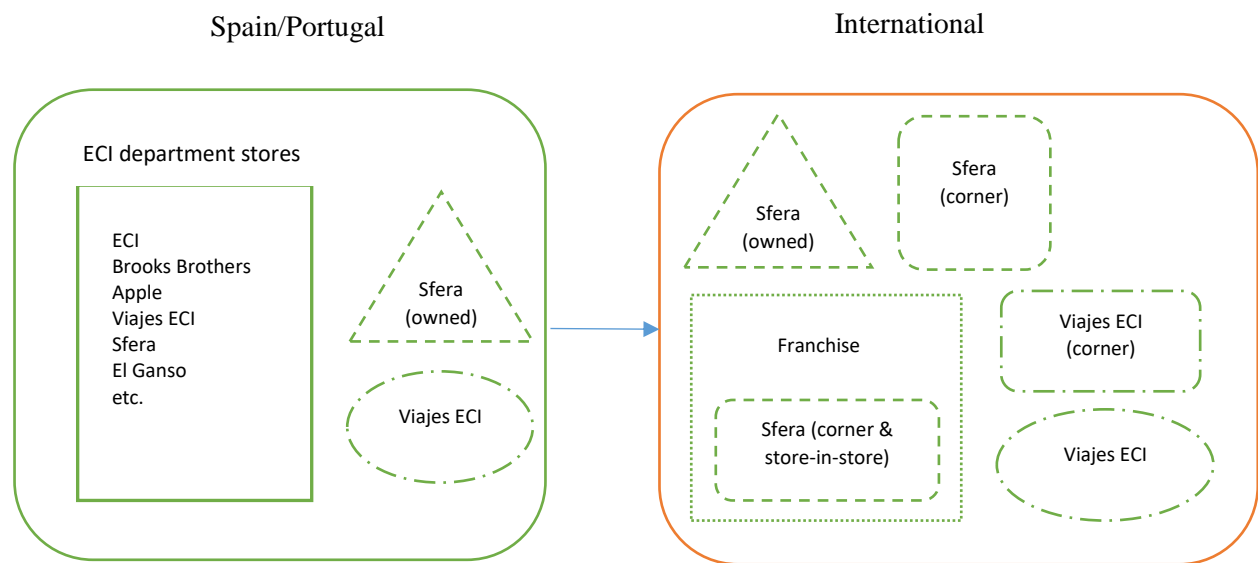 Spain/Portugal
International
ECI department stores
ECI
Brooks Brothers
Apple
Viajes ECI
Sfera
El Ganso
etc.
Sfera
(owned)
Viajes ECI
Sfera
(owned)
Sfera
(corner)
Franchise
Sfera (corner &
store-in-store)
Viajes ECI
(corner)
Viajes ECI